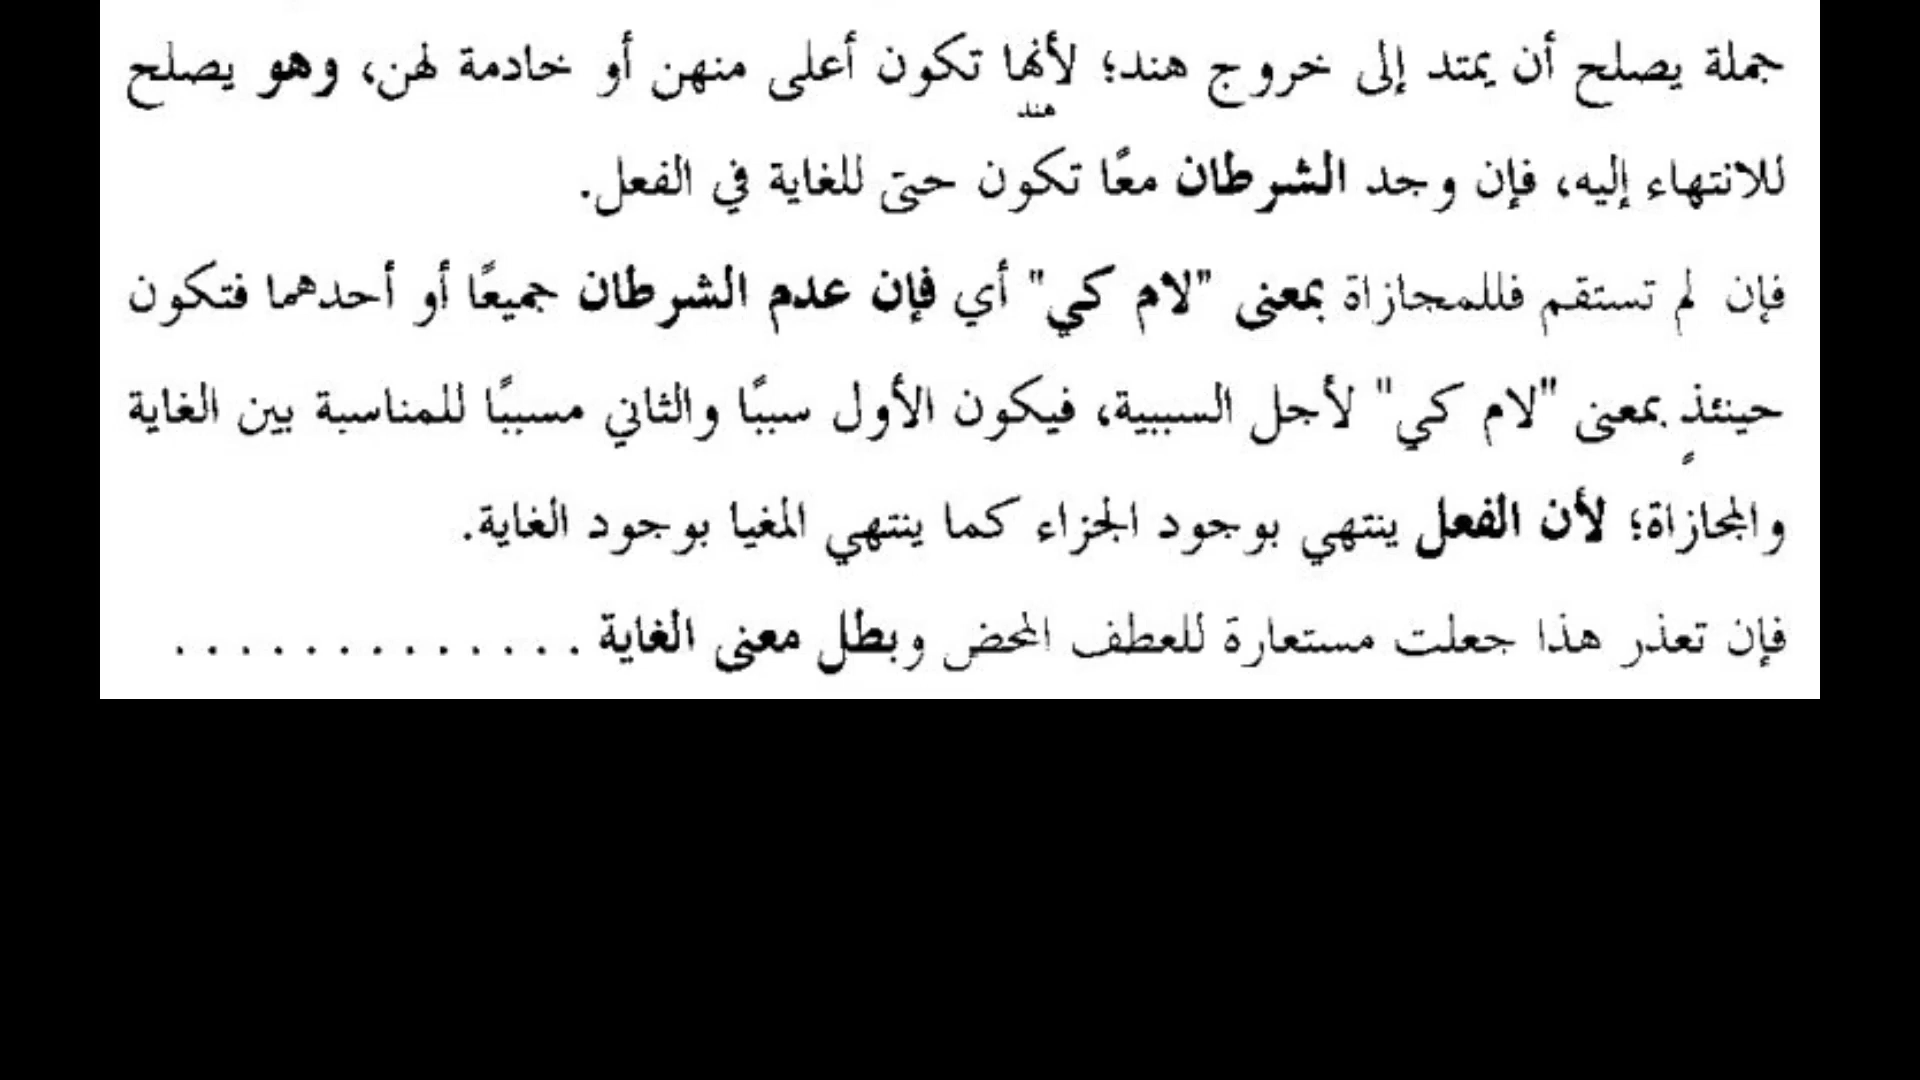 جملة يصلح أن يمتد إلى خروج هند؛ لأنها تكون أعلى منهن أو خادمة لهن، وهو يصلح
هند
للانتهاء إليه، فإن وجد الشرطان معًا تكون حتى للغاية في الفعل.
فإن لم تستقم فللمجازاة بمعنى "لام كي" أي فإن عدم الشرطان جميعًا أو أحدهما فتكون
حينئذٍ بمعنى "لام كي" لأجل السببية، فيكون الأول سببًا والثاني مسببًا للمناسبة بين الغاية
والمجازاة؛ لأن الفعل ينتهي بوجود الجزاء كما ينتهي المغيا بوجود الغاية.
فإن تعذر هذا جعلت مستعارة للعطف المحض وبطل معنى الغاية . . . . . . . . . . . . .